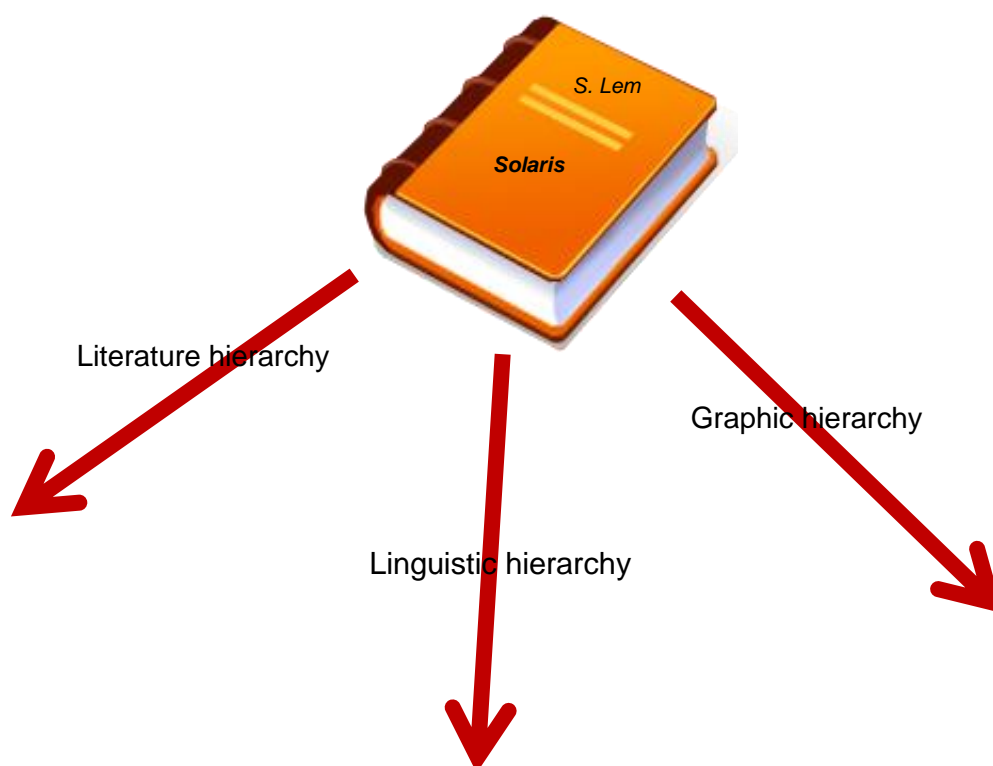 S. Lem
Solaris
Literature hierarchy
Graphic hierarchy
Linguistic hierarchy